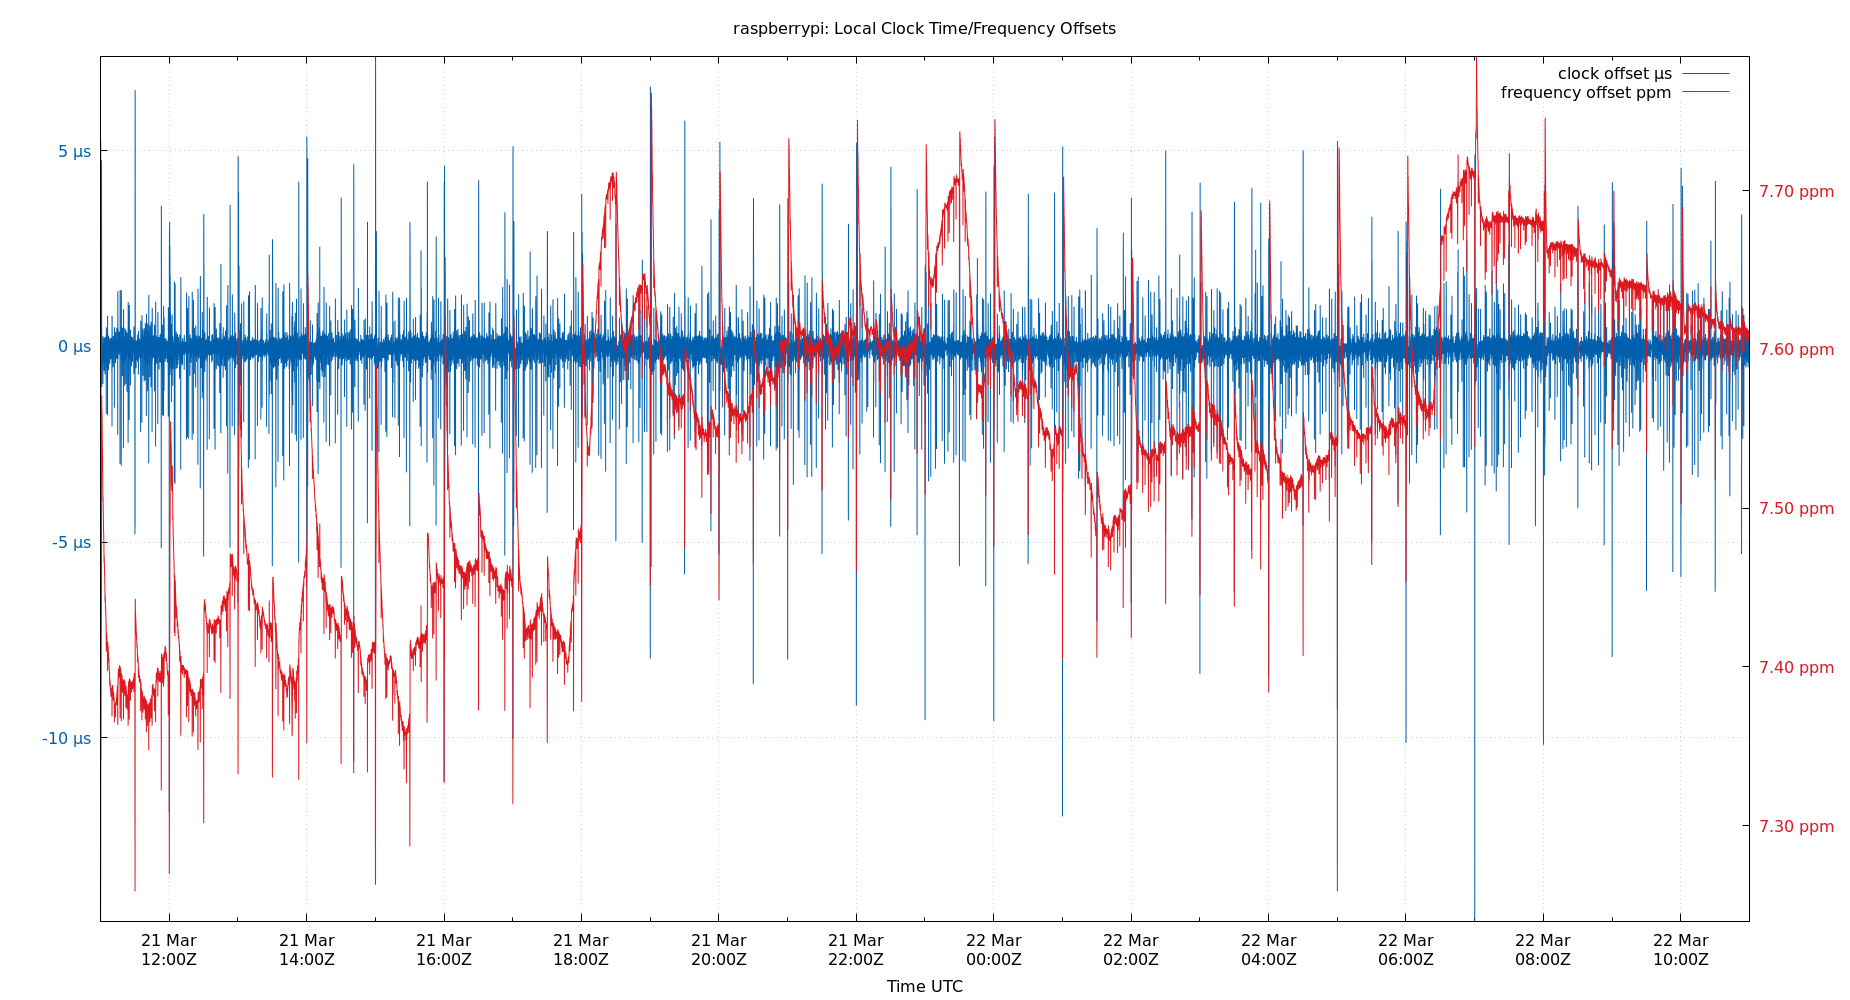 raspberrypi: Local Clock Time/Frequency Offsets
clock offset µs
frequency offset ppm
5 µs
0 µs
-5 µs
-10 µs
7.70 ppm
7.60 ppm
7.50 ppm
7.40 ppm
7.30 ppm
21 Mar 21 Mar 21 Mar 21 Mar 21 Mar 21 Mar 22 Mar 22 Mar 22 Mar 22 Mar 22 Mar 22 Mar
12:00Z 14:00Z 16:00Z 18:00Z 20:00Z 22:00Z 00:00Z 02:00Z 04:00Z 06:00Z 08:00Z 10:00Z
Time UTC